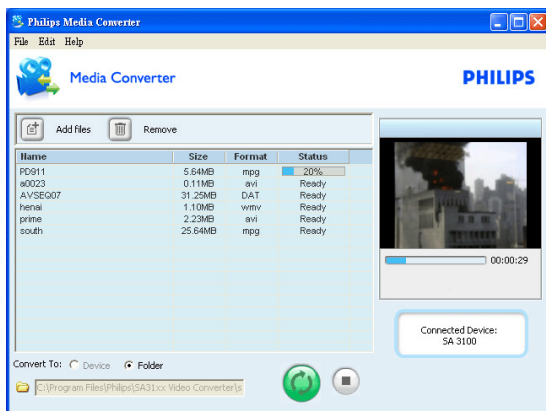 Philips Media Converter
File Edit Help
Media Converter
PHILIPS
Add files Remove
Name Size Format Status
PD911 5.64MB mpg 20%
a0023 0.11MB avi Ready
AVSEQ07 31.25MB DAT Ready
henai 1.10MB wmv Ready
prime 2.23MB avi Ready
south 25.64MB mpg Ready
00:00:29
Connected Device:
SA 3100
Convert To: Device Folder
C:\Program Files\Philips\SA31xx Video Converter\s